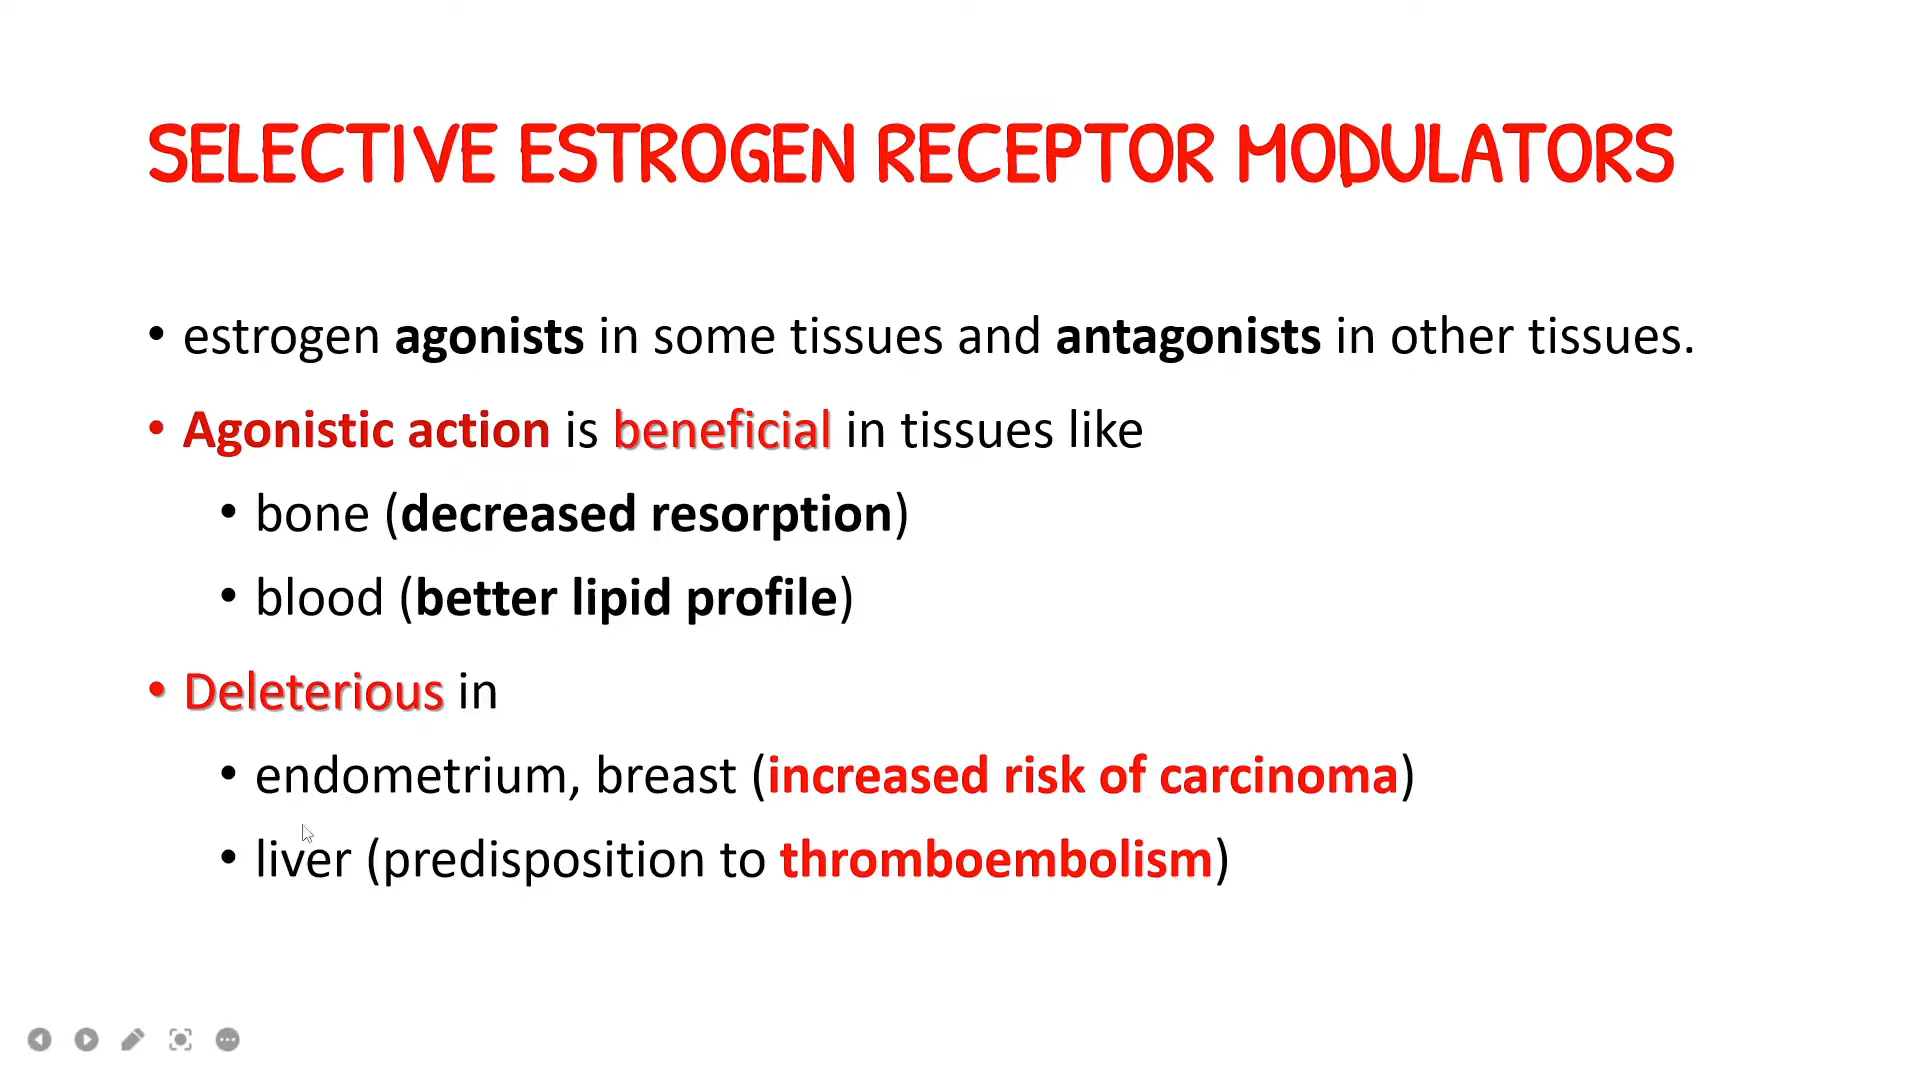 SELECTIVE ESTROGEN RECEPTOR MODULATORS
• estrogen agonists in some tissues and antagonists in other tissues.
• Agonistic action is beneficial in tissues like
• bone (decreased resorption)
• blood (better lipid profile)
• Deleterious in
• endometrium, breast (increased risk of carcinoma)
• liver (predisposition to thromboembolism)